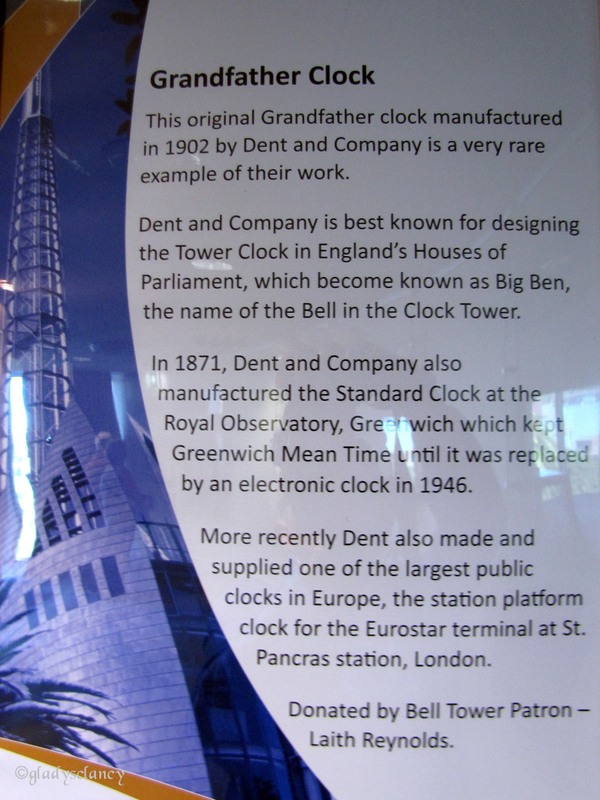 Grandfather Clock
This original Grandfather clock manufactured
in 1902 by Dent and Company is a very rare
example of their work.
Dent and Company is best known for designing
the Tower Clock in England's Houses of
Parliament, which become known as Big Ben,
the name of the Bell in the Clock Tower.
In 1871, Dent and Company also
manufactured the Standard Clock at the
Royal Observatory, Greenwich which kept
Greenwich Mean Time until it was replaced
by an electronic clock in 1946.
More recently Dent also made and
supplied one of the largest public
clocks in Europe, the station platform
clock for the Eurostar terminal at St.
Pancras station, London.
Donated by Bell Tower Patron –
Laith Reynolds.
©gladysclancy